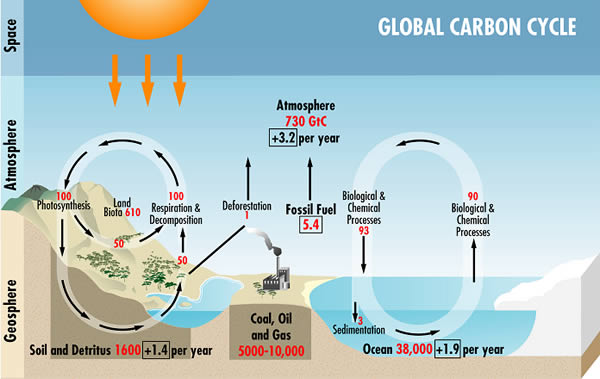 GLOBAL CARBON CYCLE
Space
Atmosphere
Geosphere
Atmosphere
730 GtC
+3.2 per year
100
Photosynthesis
Land
Biota 610
50
100
Respiration &
Decomposition
50
Deforestation
1
Fossil Fuel
5.4
Biological &
Chemical
Processes
93
90
Biological &
Chemical
Processes
3
Sedimentation
Coal, Oil
and Gas
5000-10,000
Soil and Detritus 1600 +1.4 per year
Ocean 38,000 +1.9 per year